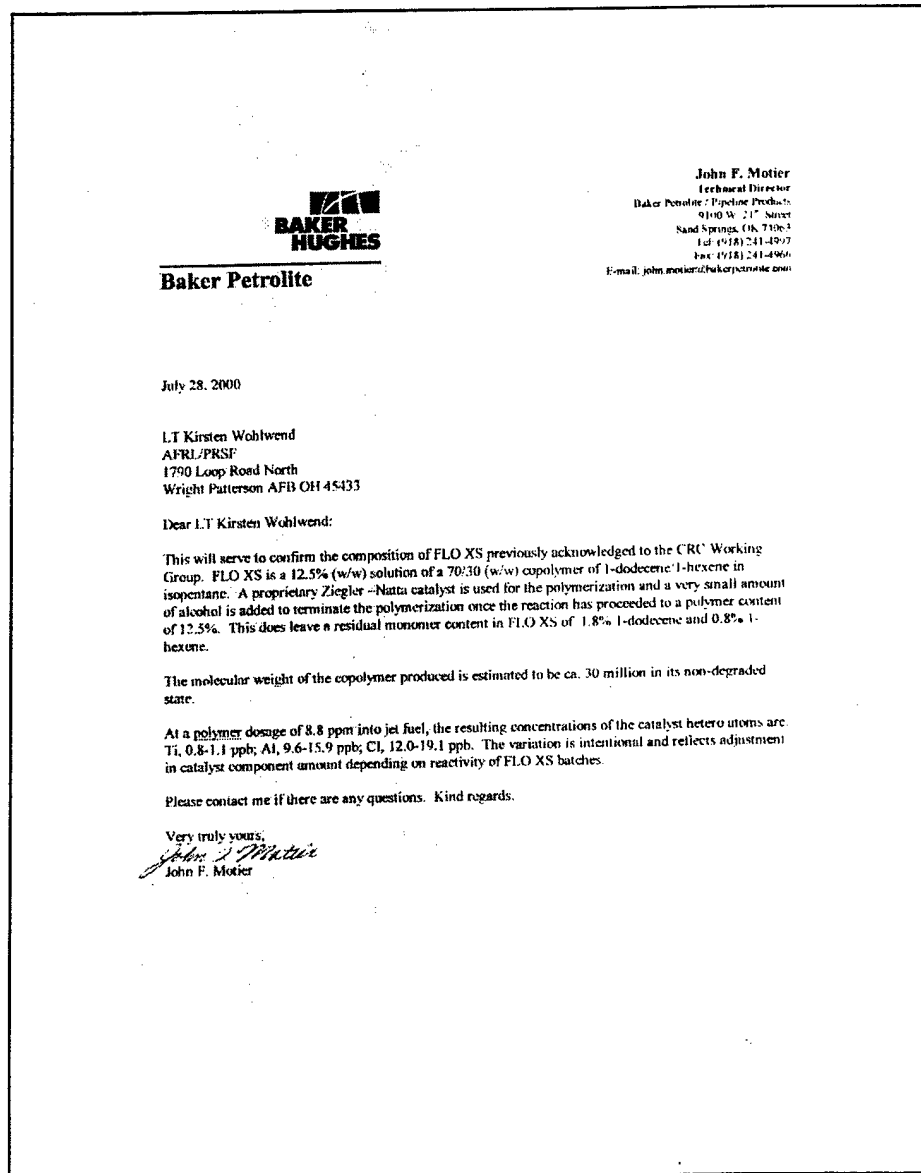 BAKER
HUGHES
Baker Petrolite
John F. Motier
Technical Director
Baker Petrolite / Pipeline Products
9100 W. 21st Street
Sand Springs, OK 71063
Tel: (918) 241-4997
Fax: (918) 241-4966
E-mail: john.motier@bakerpetrolite.com
July 28, 2000
LT Kirsten Wohlwend
AFRL/PRSF
1790 Loop Road North
Wright Patterson AFB OH 45433
Dear LT Kirsten Wohlwend:
This will serve to confirm the composition of FLO XS previously acknowledged to the CRC Working
Group. FLO XS is a 12.5% (w/w) solution of a 70/30 (w/w) copolymer of 1-dodecene/1-hexene in
isopentane. A proprietary Ziegler –Natta catalyst is used for the polymerization and a very small amount
of alcohol is added to terminate the polymerization once the reaction has proceeded to a polymer content
of 12.5%. This does leave a residual monomer content in FLO XS of 1.8% 1-dodecene and 0.8% 1-
hexene.
The molecular weight of the copolymer produced is estimated to be ca. 30 million in its non-degraded
state.
At a polymer dosage of 8.8 ppm into jet fuel, the resulting concentrations of the catalyst hetero atoms are
Ti, 0.8-1.1 ppb; Al, 9.6-15.9 ppb; Cl, 12.0-19.1 ppb. The variation is intentional and reflects adjustment
in catalyst component amount depending on reactivity of FLO XS batches.
Please contact me if there are any questions. Kind regards.
Very truly yours,
John F. Motier
John F. Motier